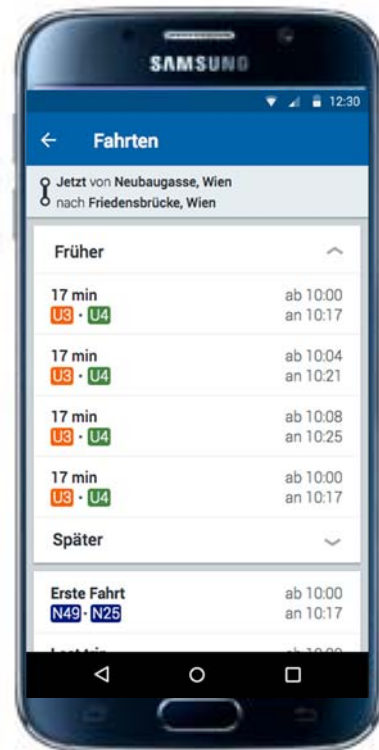 SAMSUNG
12:30
Fahrten
Jetzt von Neubaugasse, Wien
nach Friedensbrücke, Wien
Früher
17 min ab 10:00
U3 · U4 an 10:17
17 min ab 10:04
U3 · U4 an 10:21
17 min ab 10:08
U3 · U4 an 10:25
17 min ab 10:00
U3 · U4 an 10:17
Später
Erste Fahrt ab 10:00
N49 · N25 an 10:17